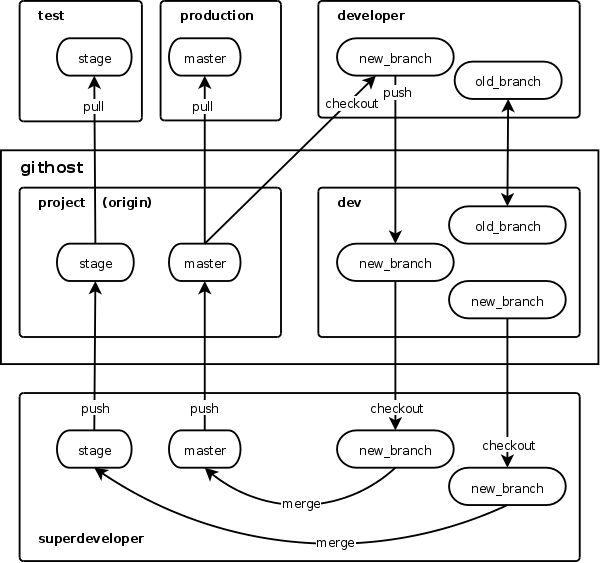 test
production
developer
stage
master
new_branch
old_branch
pull
pull
checkout
push
githost
project (origin)
dev
old_branch
stage
master
new_branch
new_branch
push
push
checkout
checkout
stage
master
new_branch
new_branch
merge
merge
superdeveloper